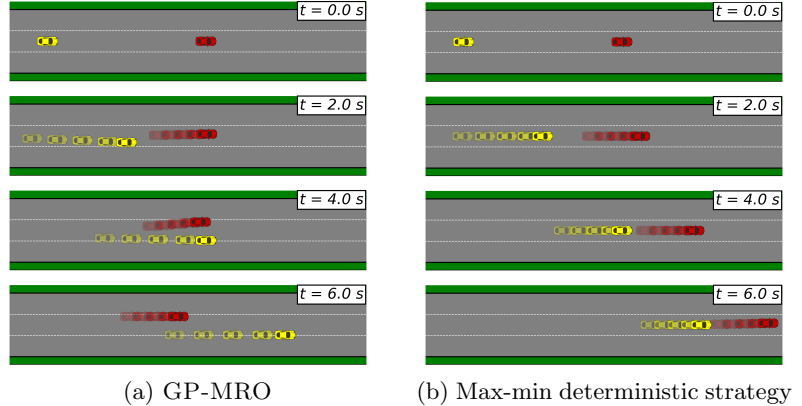 t = 0.0 s
t = 2.0 s
t = 4.0 s
t = 6.0 s
(a) GP-MRO
t = 0.0 s
t = 2.0 s
t = 4.0 s
t = 6.0 s
(b) Max-min deterministic strategy